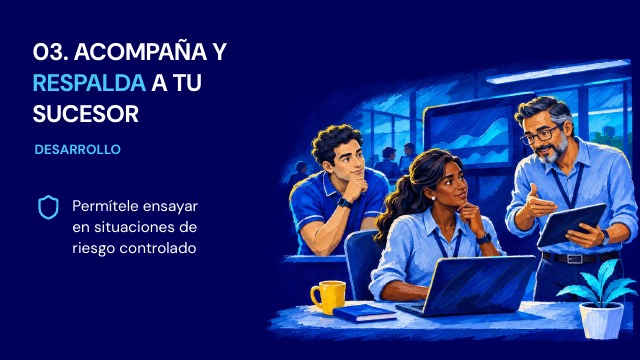 03. ACOMPAÑA Y
RESPALDA A TU
SUCESOR
DESARROLLO
Permítele ensayar
en situaciones de
riesgo controlado